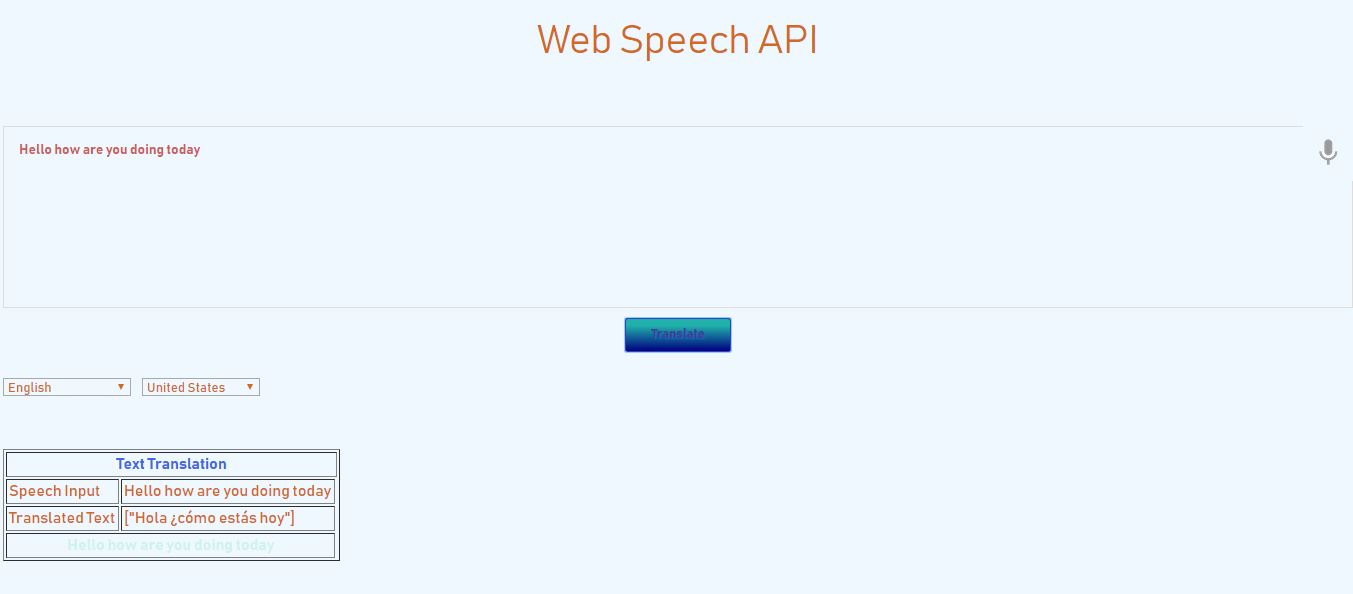 Web Speech API
Hello how are you doing today
Translate
English United States
Text Translation
Speech Input Hello how are you doing today
Translated Text ["Hola ¿cómo estás hoy"]
Hello how are you doing today